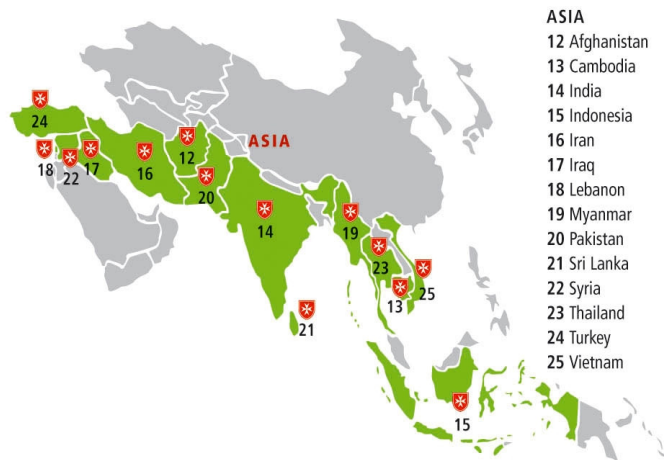 ASIA
12 Afghanistan
13 Cambodia
14 India
15 Indonesia
16 Iran
17 Iraq
18 Lebanon
19 Myanmar
20 Pakistan
21 Sri Lanka
22 Syria
23 Thailand
24 Turkey
25 Vietnam
ASIA
24
18
22
17
16
12
20
14
19
23
13
25
21
15